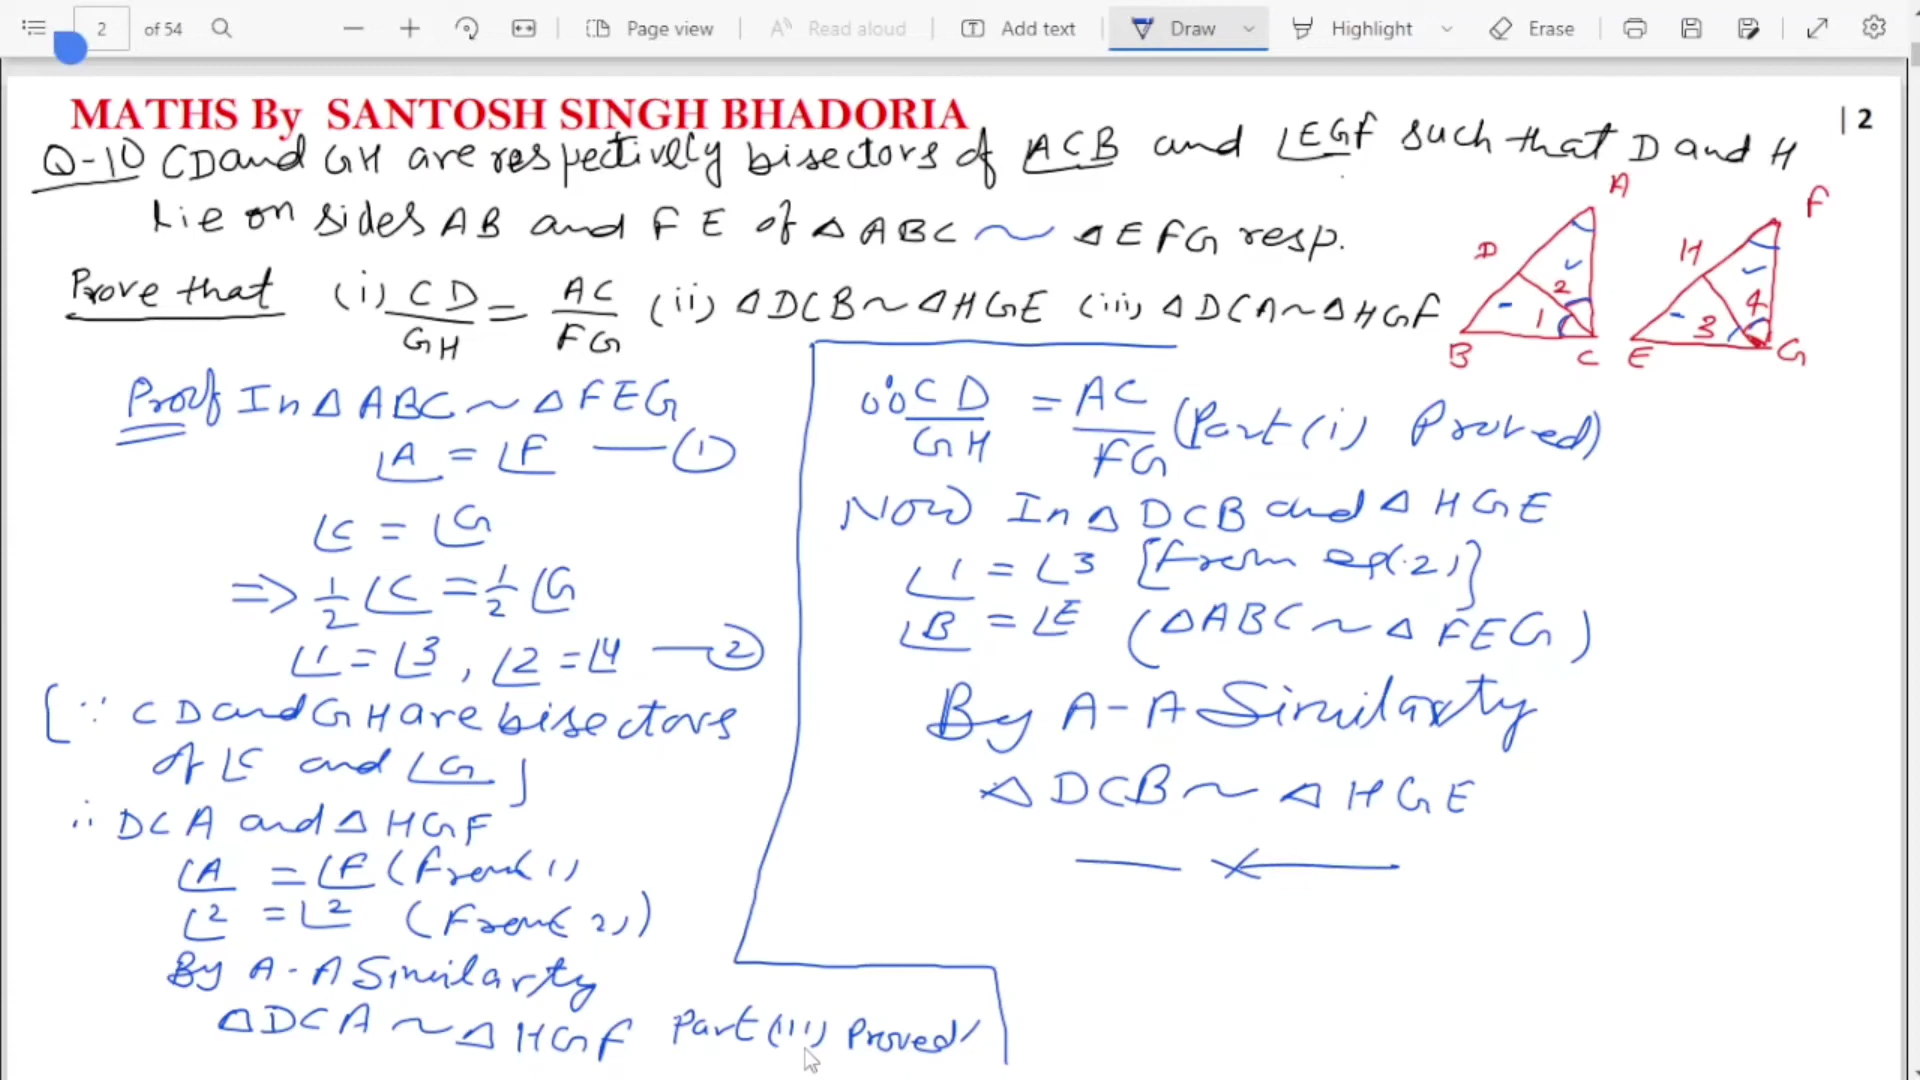 2 of 54 Page view Read aloud Add text Draw Highlight Erase
MATHS By SANTOSH SINGH BHADORIA | 2
Q-10 CD and GH are respectively bisectors of ACB and ∠EGF such that D and H
Lie on sides AB and FE of △ABC ~ △EFG resp.
Prove that (i) CD/GH = AC/FG (ii) △DCB ~ △HGE (iii) △DCA ~ △HGF
A
D
2
1
B C
F
H
4
3
E G
Proof In △ABC ~ △FEG
∠A = ∠F — (1)
∠C = ∠G
=> 1/2 ∠C = 1/2 ∠G
∠1 = ∠3, ∠2 = ∠4 — (2)
[∵ CD and GH are bisectors
of ∠C and ∠G]
∴ DCA and △HGF
∠A = ∠F (From 1)
∠2 = ∠2 (From 2)
By A-A Similarty
△DCA ~ △HGF Part (iii) Proved
∴ CD/GH = AC/FG (Part (i) Proved)
Now In △DCB and △HGE
∠1 = ∠3 [From eq. 2)]
∠B = ∠E (△ABC ~ △FEG)
By A-A Similarty
△DCB ~ △HGE